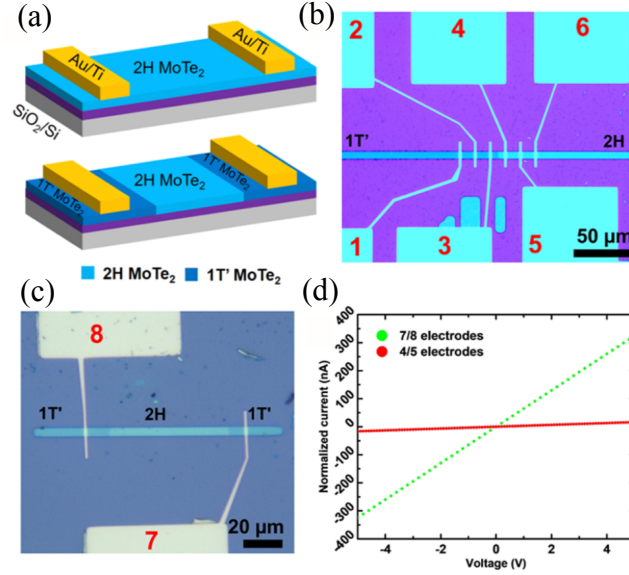 (a)
Au/Ti
2H MoTe2
Au/Ti
SiO2/Si
1T' MoTe2
2H MoTe2
1T' MoTe2
2H MoTe2
1T' MoTe2
(b)
2
4
6
1T'
2H
1
3
5
50 μm
(c)
8
1T'
2H
1T'
7
20 μm
(d)
400
300
200
100
0
-100
-200
-300
-400
Normalized current (nA)
7/8 electrodes
4/5 electrodes
-4
-2
0
2
4
Voltage (V)